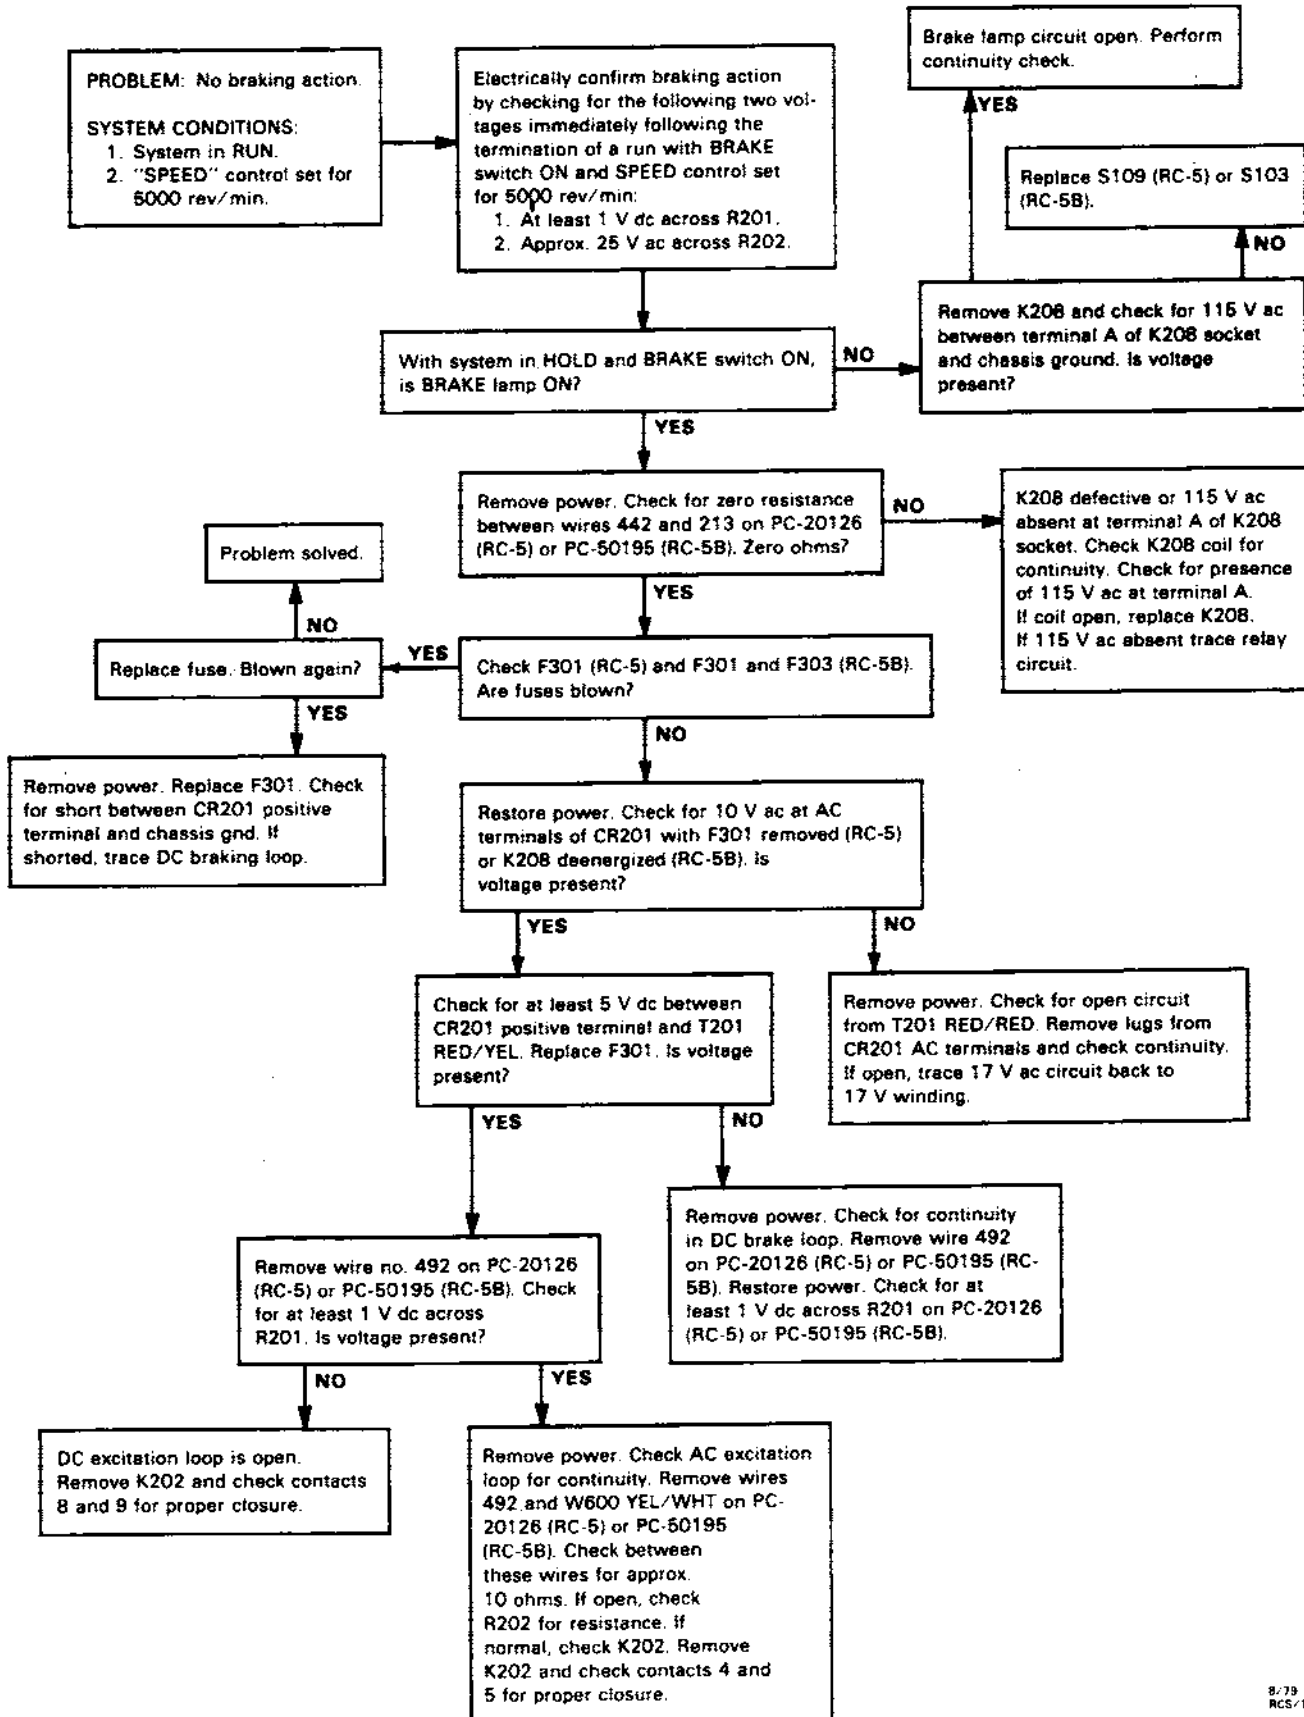 PROBLEM: No braking action.
SYSTEM CONDITIONS:
1. System in RUN.
2. "SPEED" control set for
5000 rev/min.
Electrically confirm braking action
by checking for the following two vol-
tages immediately following the
termination of a run with BRAKE
switch ON and SPEED control set
for 5000 rev/min:
1. At least 1 V dc across R201.
2. Approx. 25 V ac across R202.
Brake lamp circuit open. Perform
continuity check.
YES
Replace S109 (RC-5) or S103
(RC-5B).
NO
Remove K208 and check for 115 V ac
between terminal A of K208 socket
and chassis ground. Is voltage
present?
With system in HOLD and BRAKE switch ON,
is BRAKE lamp ON?
NO
YES
Remove power. Check for zero resistance
between wires 442 and 213 on PC-20126
(RC-5) or PC-50195 (RC-5B). Zero ohms?
NO
K208 defective or 115 V ac
absent at terminal A of K208
socket. Check K208 coil for
continuity. Check for presence
of 115 V ac at terminal A.
If coil open, replace K208.
If 115 V ac absent trace relay
circuit.
YES
Problem solved.
NO
Replace fuse. Blown again?
YES
Check F301 (RC-5) and F301 and F303 (RC-5B).
Are fuses blown?
YES
NO
Remove power. Replace F301. Check
for short between CR201 positive
terminal and chassis gnd. If
shorted, trace DC braking loop.
Restore power. Check for 10 V ac at AC
terminals of CR201 with F301 removed (RC-5)
or K208 deenergized (RC-5B). Is
voltage present?
YES
NO
Check for at least 5 V dc between
CR201 positive terminal and T201
RED/YEL. Replace F301. Is voltage
present?
Remove power. Check for open circuit
from T201 RED/RED. Remove lugs from
CR201 AC terminals and check continuity.
If open, trace 17 V ac circuit back to
17 V winding.
YES
NO
Remove wire no. 492 on PC-20126
(RC-5) or PC-50195 (RC-5B). Check
for at least 1 V dc across
R201. Is voltage present?
Remove power. Check for continuity
in DC brake loop. Remove wire 492
on PC-20126 (RC-5) or PC-50195 (RC-
5B). Restore power. Check for at
least 1 V dc across R201 on PC-20126
(RC-5) or PC-50195 (RC-5B).
NO
YES
DC excitation loop is open.
Remove K202 and check contacts
8 and 9 for proper closure.
Remove power. Check AC excitation
loop for continuity. Remove wires
492 and W600 YEL/WHT on PC-
20126 (RC-5) or PC-50195
(RC-5B). Check between
these wires for approx.
10 ohms. If open, check
R202 for resistance. If
normal, check K202. Remove
K202 and check contacts 4 and
5 for proper closure.
8/79